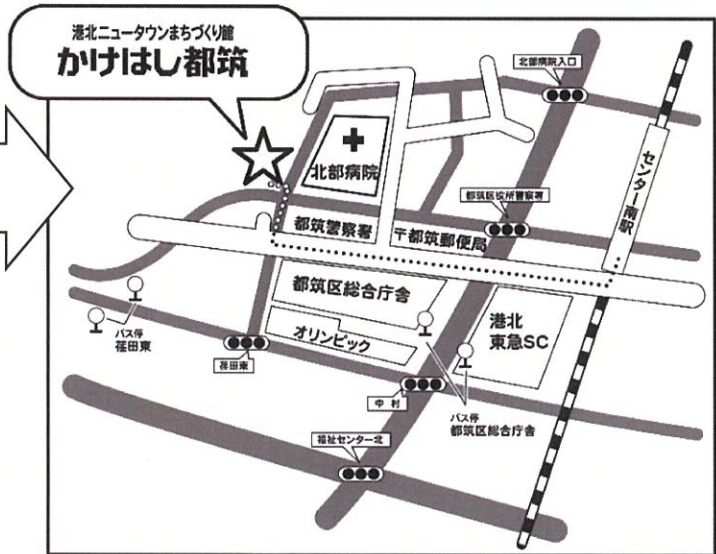 港北ニュータウンまちづくり館
かけはし都筑
北部病院入口
北部病院
センター南駅
都筑区役所警察署
都筑警察署
〒都筑郵便局
都筑区総合庁舎
港北
東急SC
オリンピック
バス停
荏田東
荏田東
中村
バス停
都筑区総合庁舎
福祉センター北